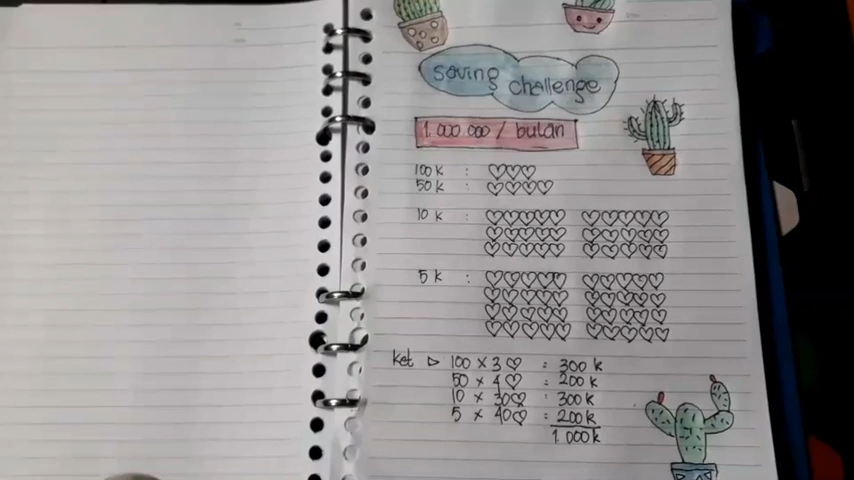 saving challenge
1.000.000 / bulan
100 k :
50 k :
10 k :
5 k :
Ket ▷ 100 x 3 ♡ = 300 k
50 x 4 ♡ = 200 k
10 x 30♡ : 300 k
5 x 40♡ = 200 k
1.000 k